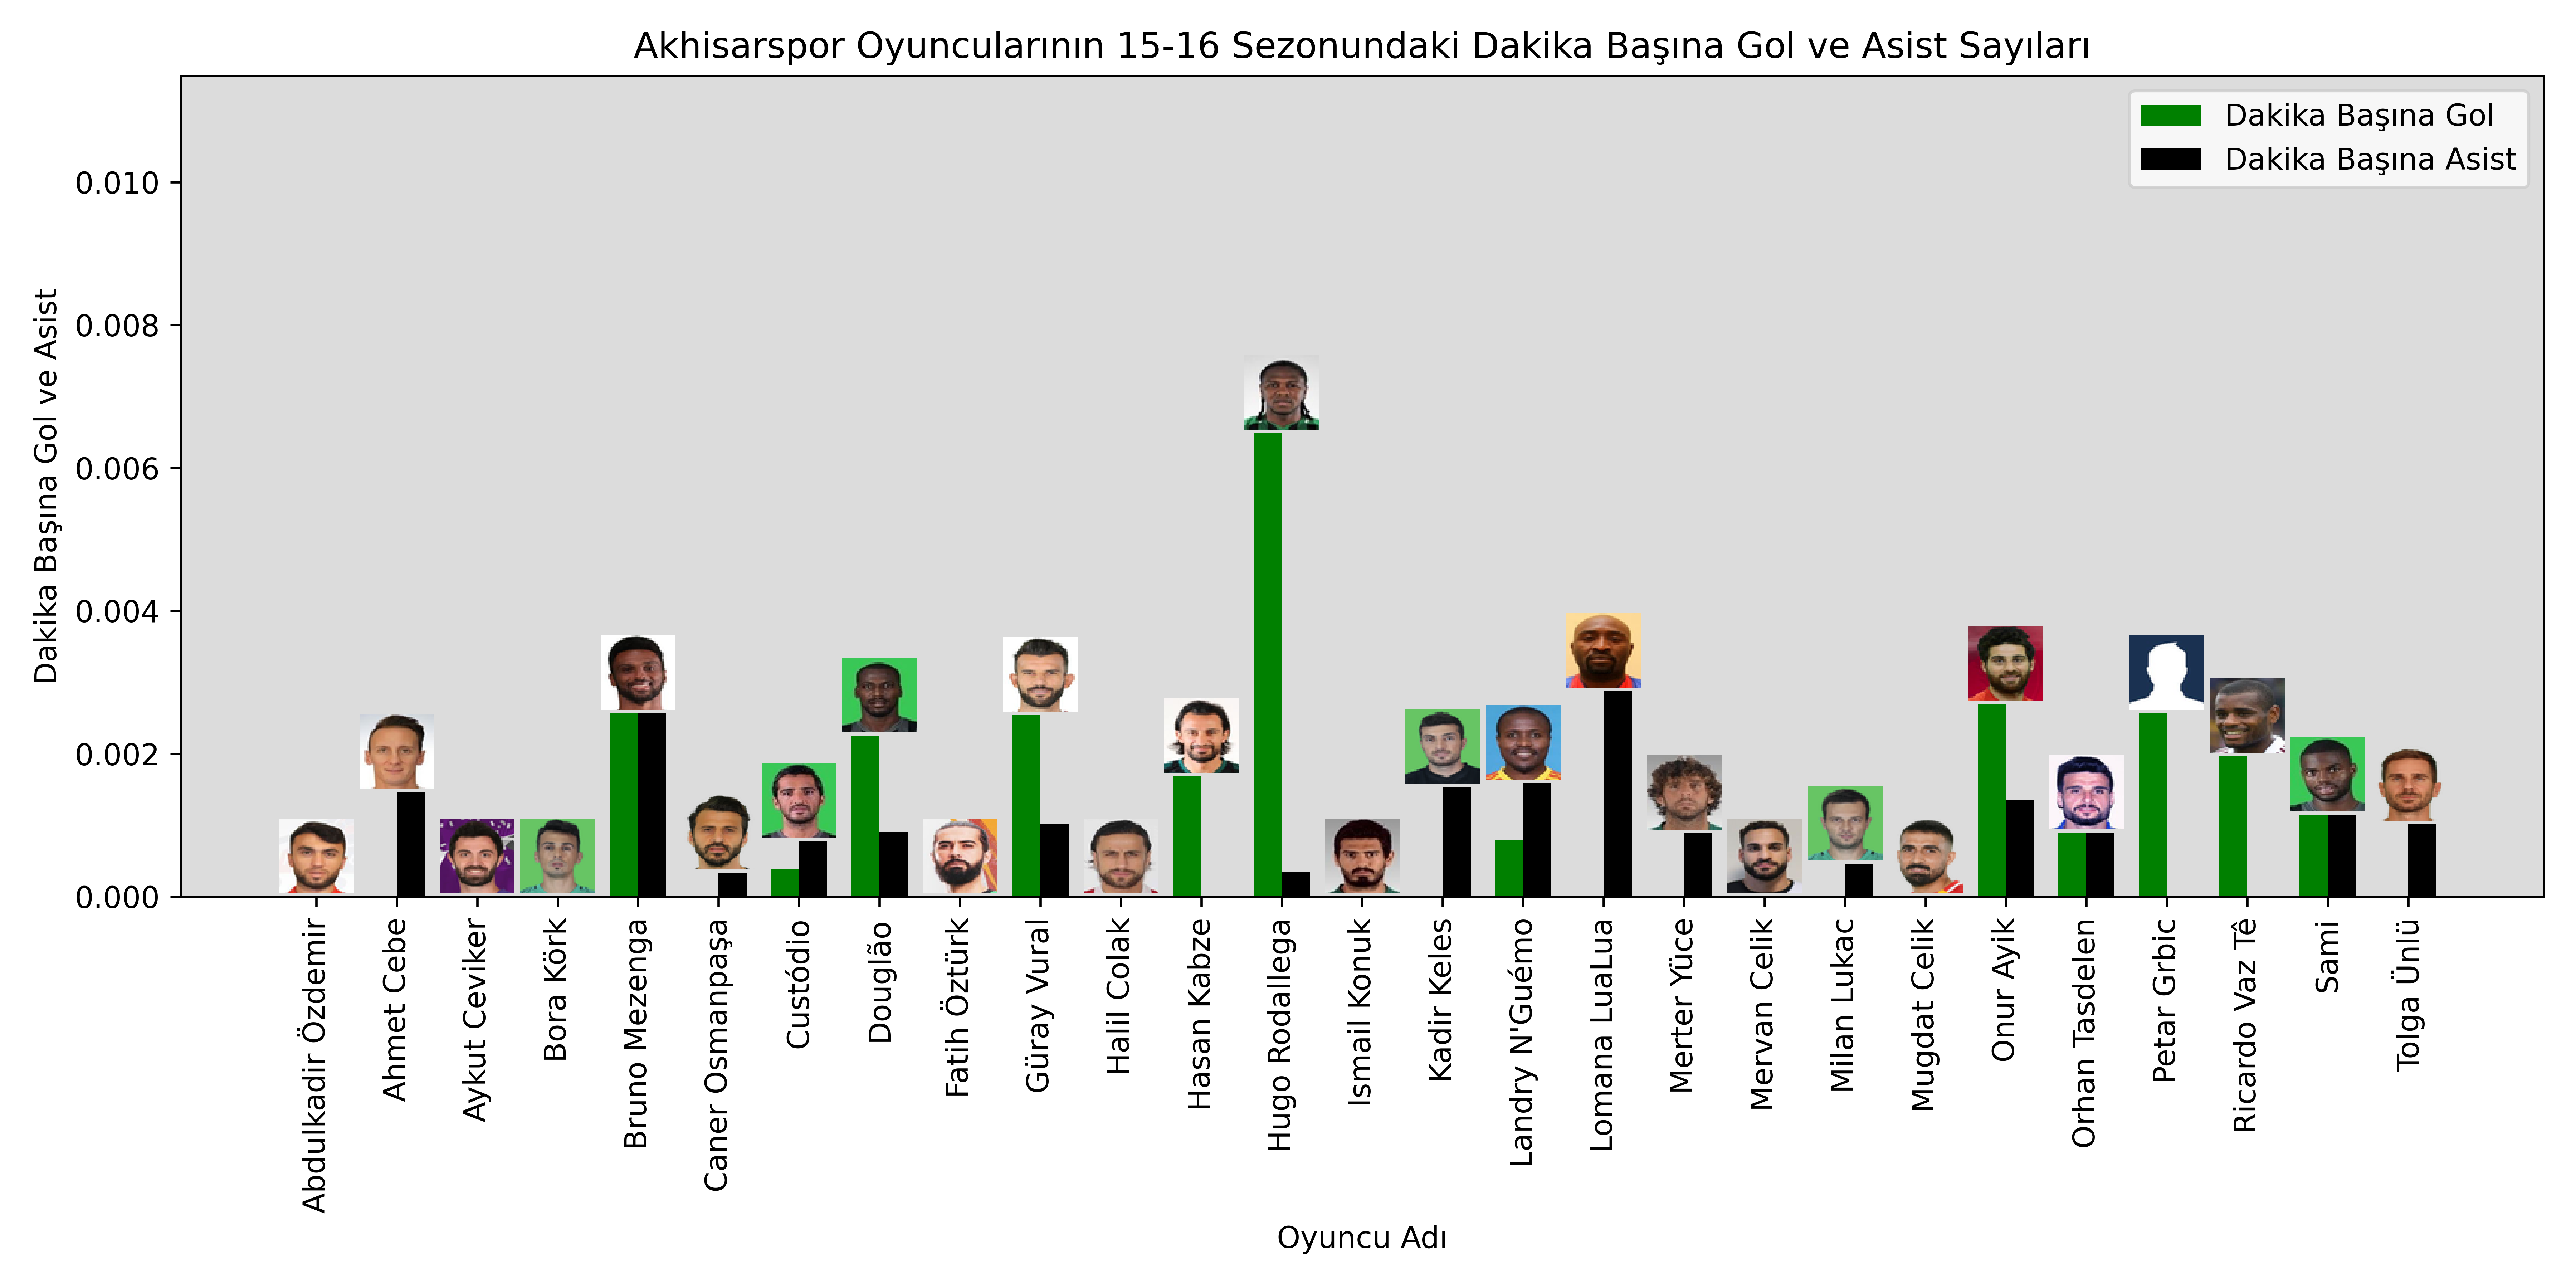 Akhisarspor Oyuncularının 15-16 Sezonundaki Dakika Başına Gol ve Asist Sayıları
Dakika Başına Gol
Dakika Başına Asist
Dakika Başına Gol ve Asist
0.010
0.008
0.006
0.004
0.002
0.000
Abdulkadir Özdemir
Ahmet Cebe
Aykut Ceviker
Bora Körk
Bruno Mezenga
Caner Osmanpaşa
Custódio
Douglão
Fatih Öztürk
Güray Vural
Halil Colak
Hasan Kabze
Hugo Rodallega
Ismail Konuk
Kadir Keles
Landry N'Guémo
Lomana LuaLua
Merter Yüce
Mervan Celik
Milan Lukac
Mugdat Celik
Onur Ayik
Orhan Tasdelen
Petar Grbic
Ricardo Vaz Tê
Sami
Tolga Ünlü
Oyuncu Adı